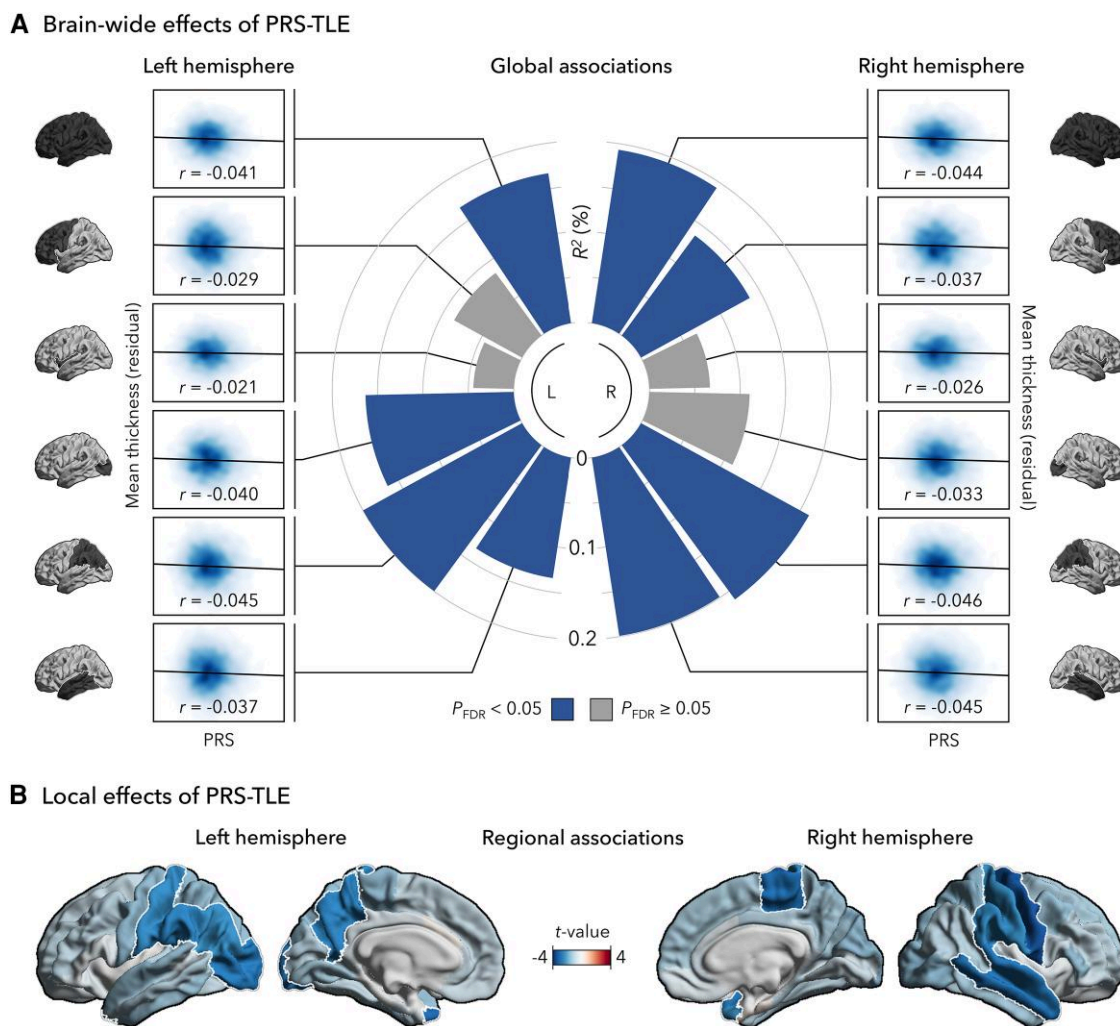 A Brain-wide effects of PRS-TLE
Left hemisphere
Global associations
Right hemisphere
r = -0.041
r = -0.044
R² (%)
r = -0.029
r = -0.037
Mean thickness (residual)
Mean thickness (residual)
r = -0.021
r = -0.026
L
R
r = -0.040
r = -0.033
0
0.1
r = -0.045
r = -0.046
0.2
r = -0.037
r = -0.045
P_FDR < 0.05
P_FDR ≥ 0.05
PRS
PRS
B Local effects of PRS-TLE
Left hemisphere
Regional associations
Right hemisphere
t-value
-4
4